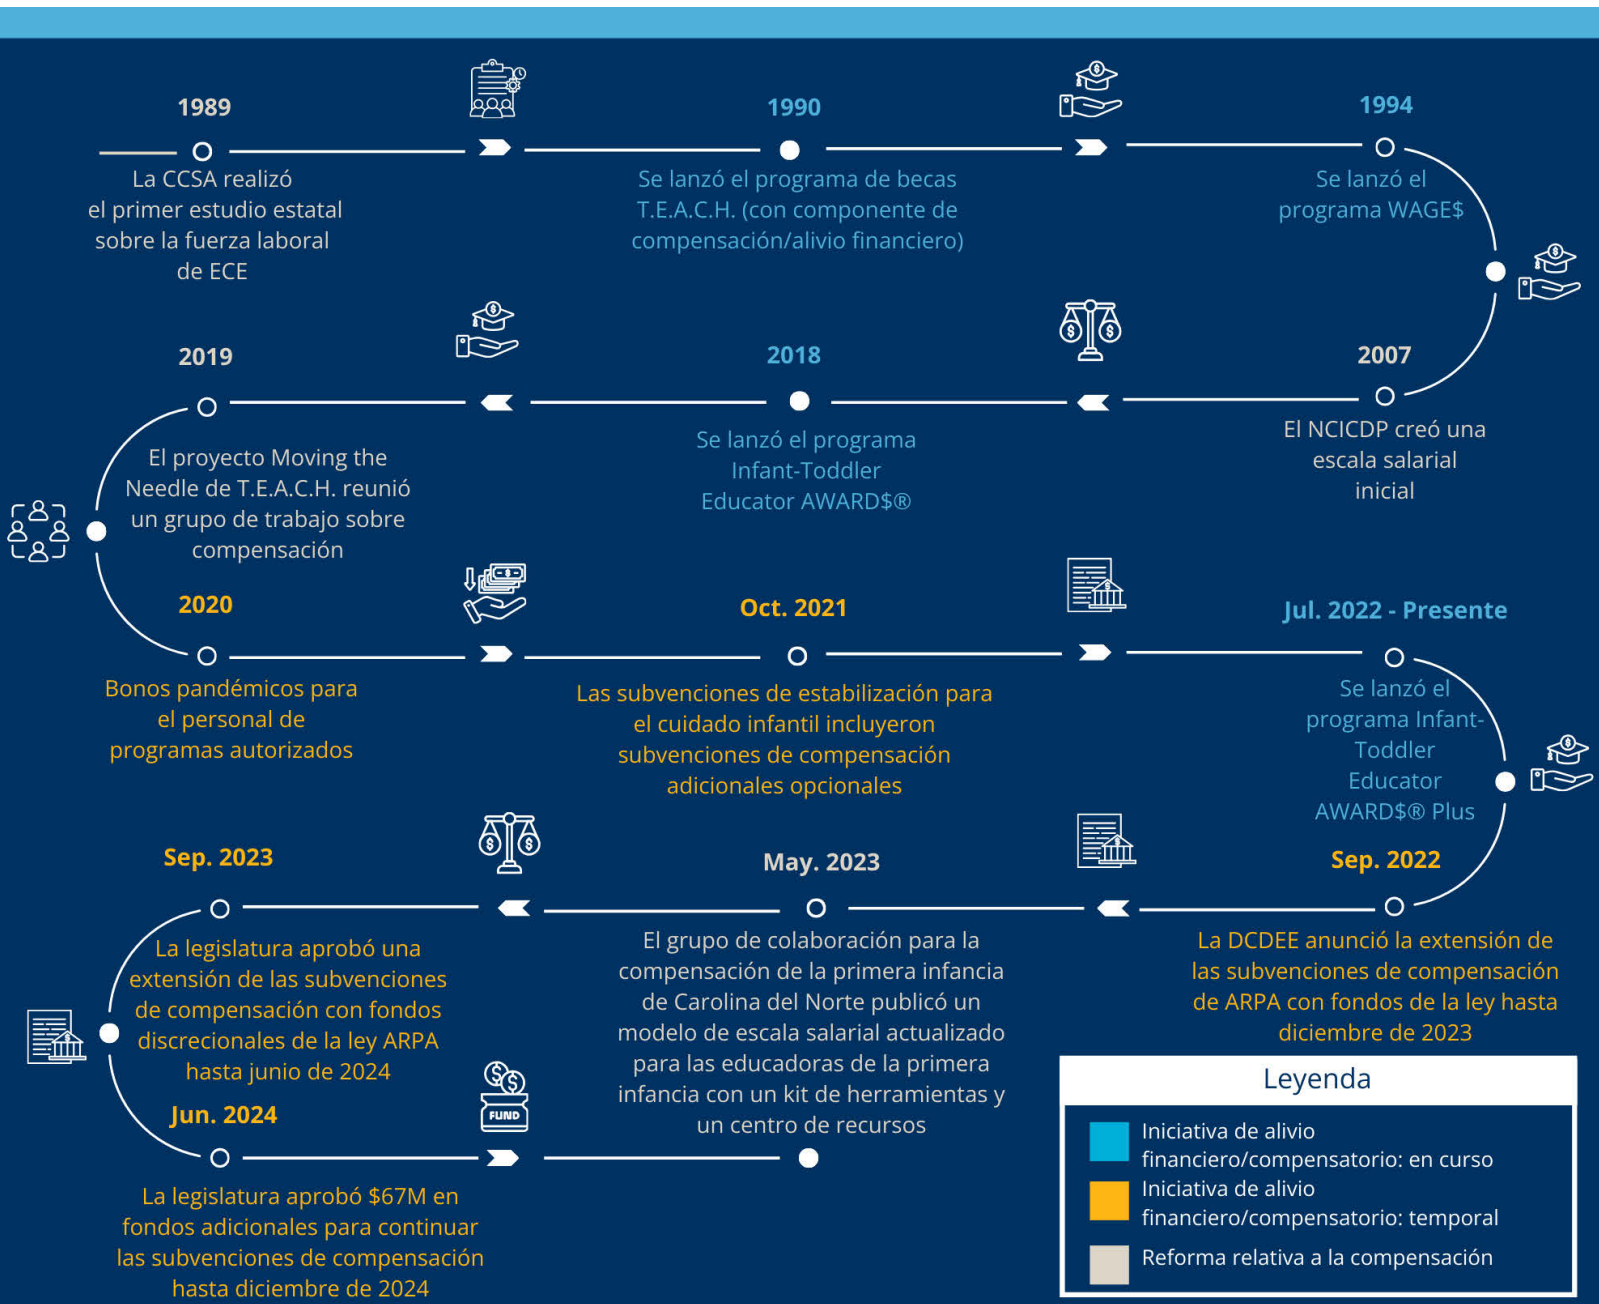 1989
La CCSA realizó
el primer estudio estatal
sobre la fuerza laboral
de ECE
1990
Se lanzó el programa de becas
T.E.A.C.H. (con componente de
compensación/alivio financiero)
1994
Se lanzó el
programa WAGE$
2007
El NCICDP creó una
escala salarial
inicial
2018
Se lanzó el programa
Infant-Toddler
Educator AWARD$®
2019
El proyecto Moving the
Needle de T.E.A.C.H. reunió
un grupo de trabajo sobre
compensación
2020
Bonos pandémicos para
el personal de
programas autorizados
Oct. 2021
Las subvenciones de estabilización para
el cuidado infantil incluyeron
subvenciones de compensación
adicionales opcionales
Jul. 2022 - Presente
Se lanzó el
programa Infant-
Toddler
Educator
AWARD$® Plus
Sep. 2022
La DCDEE anunció la extensión de
las subvenciones de compensación
de ARPA con fondos de la ley hasta
diciembre de 2023
May. 2023
El grupo de colaboración para la
compensación de la primera infancia
de Carolina del Norte publicó un
modelo de escala salarial actualizado
para las educadoras de la primera
infancia con un kit de herramientas y
un centro de recursos
Sep. 2023
La legislatura aprobó una
extensión de las subvenciones
de compensación con fondos
discrecionales de la ley ARPA
hasta junio de 2024
Jun. 2024
FUND
La legislatura aprobó $67M en
fondos adicionales para continuar
las subvenciones de compensación
hasta diciembre de 2024
Leyenda
Iniciativa de alivio
financiero/compensatorio: en curso
Iniciativa de alivio
financiero/compensatorio: temporal
Reforma relativa a la compensación